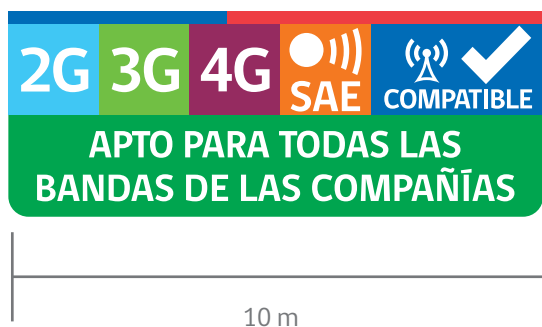 2G 3G 4G SAE COMPATIBLE
APTO PARA TODAS LAS
BANDAS DE LAS COMPAÑÍAS
10 m